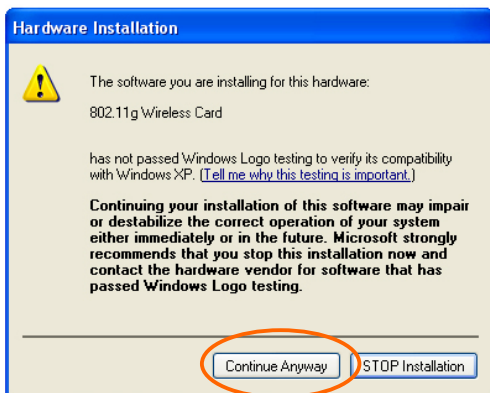 Hardware Installation
The software you are installing for this hardware:
802.11g Wireless Card
has not passed Windows Logo testing to verify its compatibility
with Windows XP. (Tell me why this testing is important.)
Continuing your installation of this software may impair
or destabilize the correct operation of your system
either immediately or in the future. Microsoft strongly
recommends that you stop this installation now and
contact the hardware vendor for software that has
passed Windows Logo testing.
Continue Anyway
STOP Installation